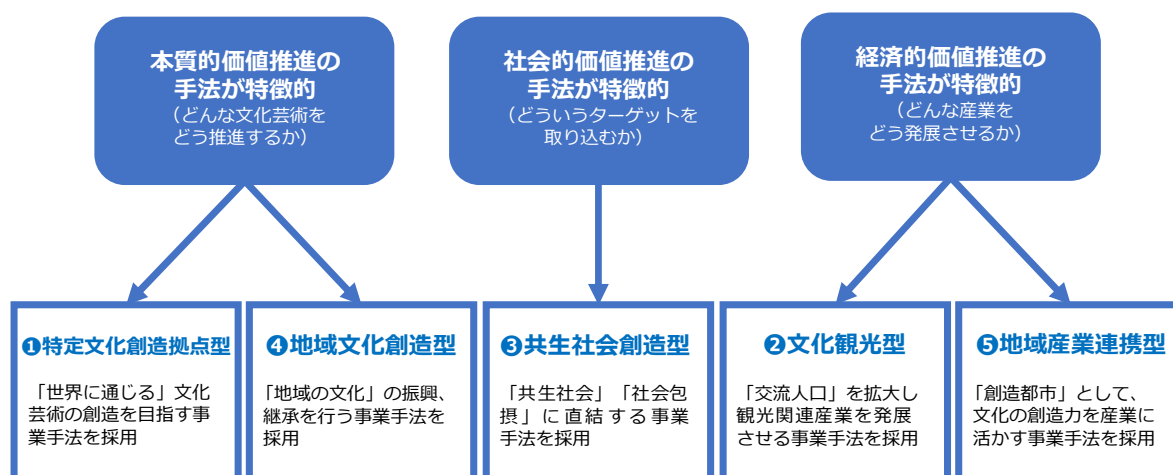 本質的価値推進の
手法が特徴的
（どんな文化芸術を
どう推進するか）
社会的価値推進の
手法が特徴的
（どういうターゲットを
取り込むか）
経済的価値推進の
手法が特徴的
（どんな産業を
どう発展させるか）
❶特定文化創造拠点型
「世界に通じる」文化
芸術の創造を目指す事
業手法を採用
❹地域文化創造型
「地域の文化」の振興、
継承を行う事業手法を
採用
❸共生社会創造型
「共生社会」「社会包
摂」に直結する事業
手法を採用
❷文化観光型
「交流人口」を拡大し
観光関連産業を発展
させる事業手法を採用
❺地域産業連携型
「創造都市」として、
文化の創造力を産業に
活かす事業手法を採用